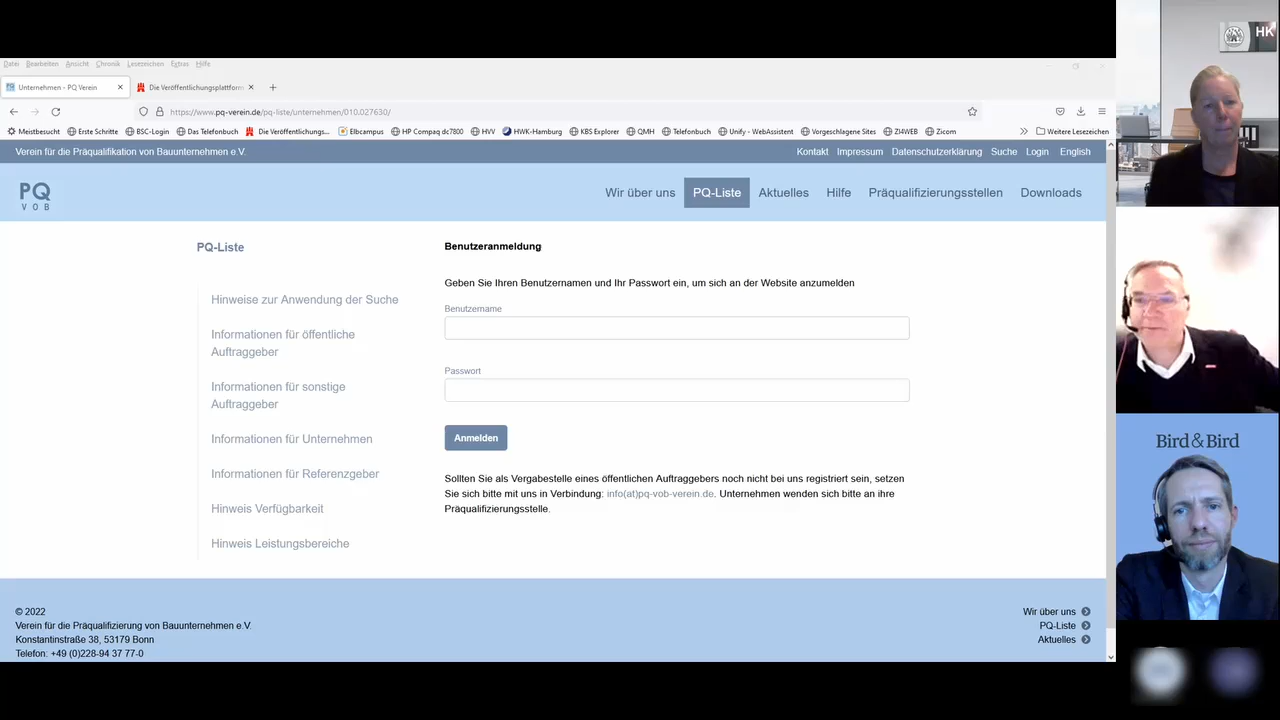 Datei Bearbeiten Ansicht Chronik Lesezeichen Extras Hilfe
Unternehmen - PQ Verein
Die Veröffentlichungsplattform
https://www.pq-verein.de/pq-liste/unternehmen/010.027630/
Meistbesucht Erste Schritte BSC-Login Das Telefonbuch Die Veröffentlichungs... Elbcampus HP Compaq dc7800 HVV HWK-Hamburg KBS Explorer QMH Telefonbuch Unify - WebAssistent Vorgeschlagene Sites ZI4WEB Zicom Weitere Lesezeichen
Verein für die Präqualifikation von Bauunternehmen e.V.
Kontakt Impressum Datenschutzerklärung Suche Login English
PQ
VOB
Wir über uns PQ-Liste Aktuelles Hilfe Präqualifizierungsstellen Downloads
PQ-Liste
Hinweise zur Anwendung der Suche
Informationen für öffentliche
Auftraggeber
Informationen für sonstige
Auftraggeber
Informationen für Unternehmen
Informationen für Referenzgeber
Hinweis Verfügbarkeit
Hinweis Leistungsbereiche
Benutzeranmeldung
Geben Sie Ihren Benutzernamen und Ihr Passwort ein, um sich an der Website anzumelden
Benutzername
Passwort
Anmelden
Sollten Sie als Vergabestelle eines öffentlichen Auftraggebers noch nicht bei uns registriert sein, setzen
Sie sich bitte mit uns in Verbindung: info(at)pq-vob-verein.de. Unternehmen wenden sich bitte an ihre
Präqualifizierungsstelle.
© 2022
Verein für die Präqualifizierung von Bauunternehmen e.V.
Konstantinstraße 38, 53179 Bonn
Telefon: +49 (0)228-94 37 77-0
Wir über uns
PQ-Liste
Aktuelles
HK
Bird & Bird